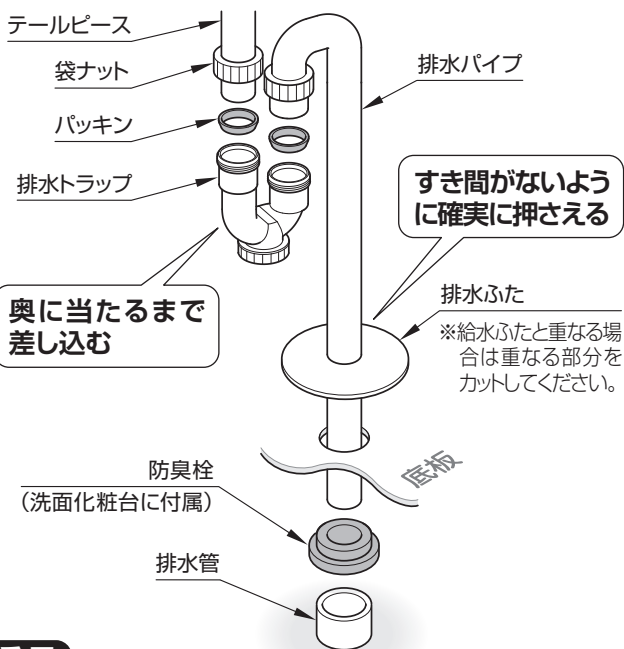 テールピース
袋ナット
パッキン
排水トラップ
排水パイプ
すき間がないよう
に確実に押さえる
奥に当たるまで
差し込む
排水ふた
※給水ふたと重なる場
合は重なる部分を
カットしてください。
底板
防臭栓
(洗面化粧台に付属)
排水管